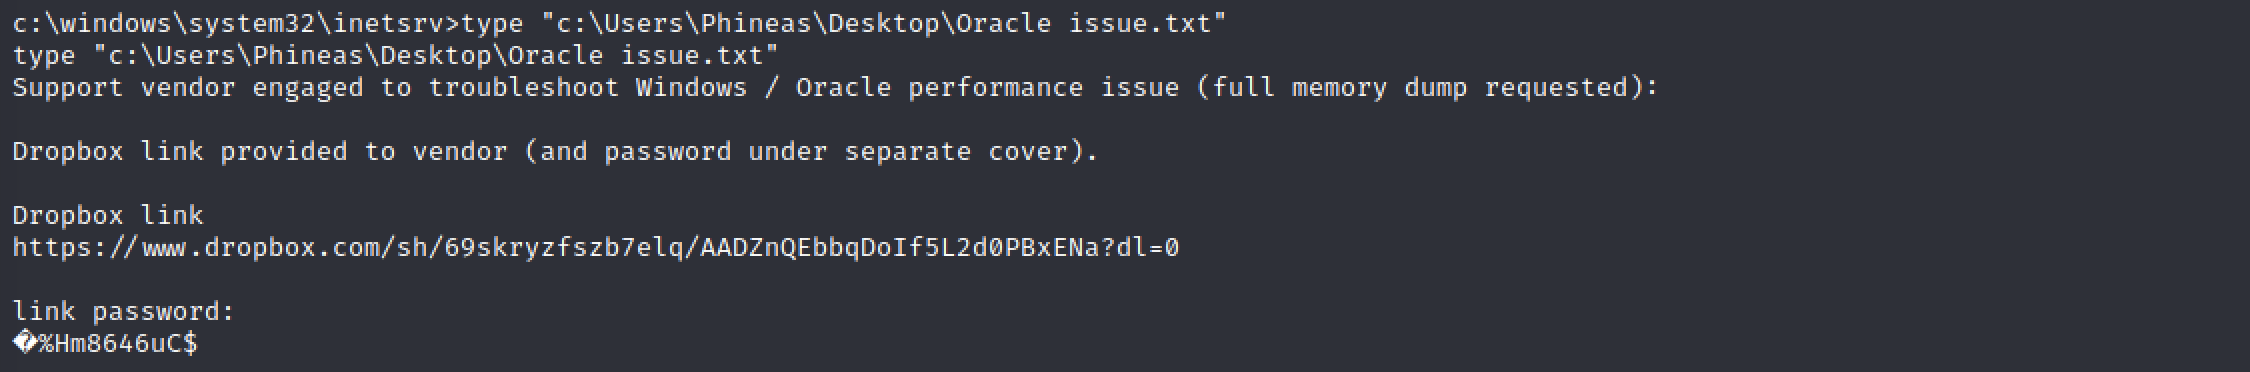 c:\windows\system32\inetsrv>type "c:\Users\Phineas\Desktop\Oracle issue.txt"
type "c:\Users\Phineas\Desktop\Oracle issue.txt"
Support vendor engaged to troubleshoot Windows / Oracle performance issue (full memory dump requested):
Dropbox link provided to vendor (and password under separate cover).
Dropbox link
https://www.dropbox.com/sh/69skryzfszb7elq/AADZnQEbbqDoIf5L2d0PBxENa?dl=0
link password:
�%Hm8646uC$